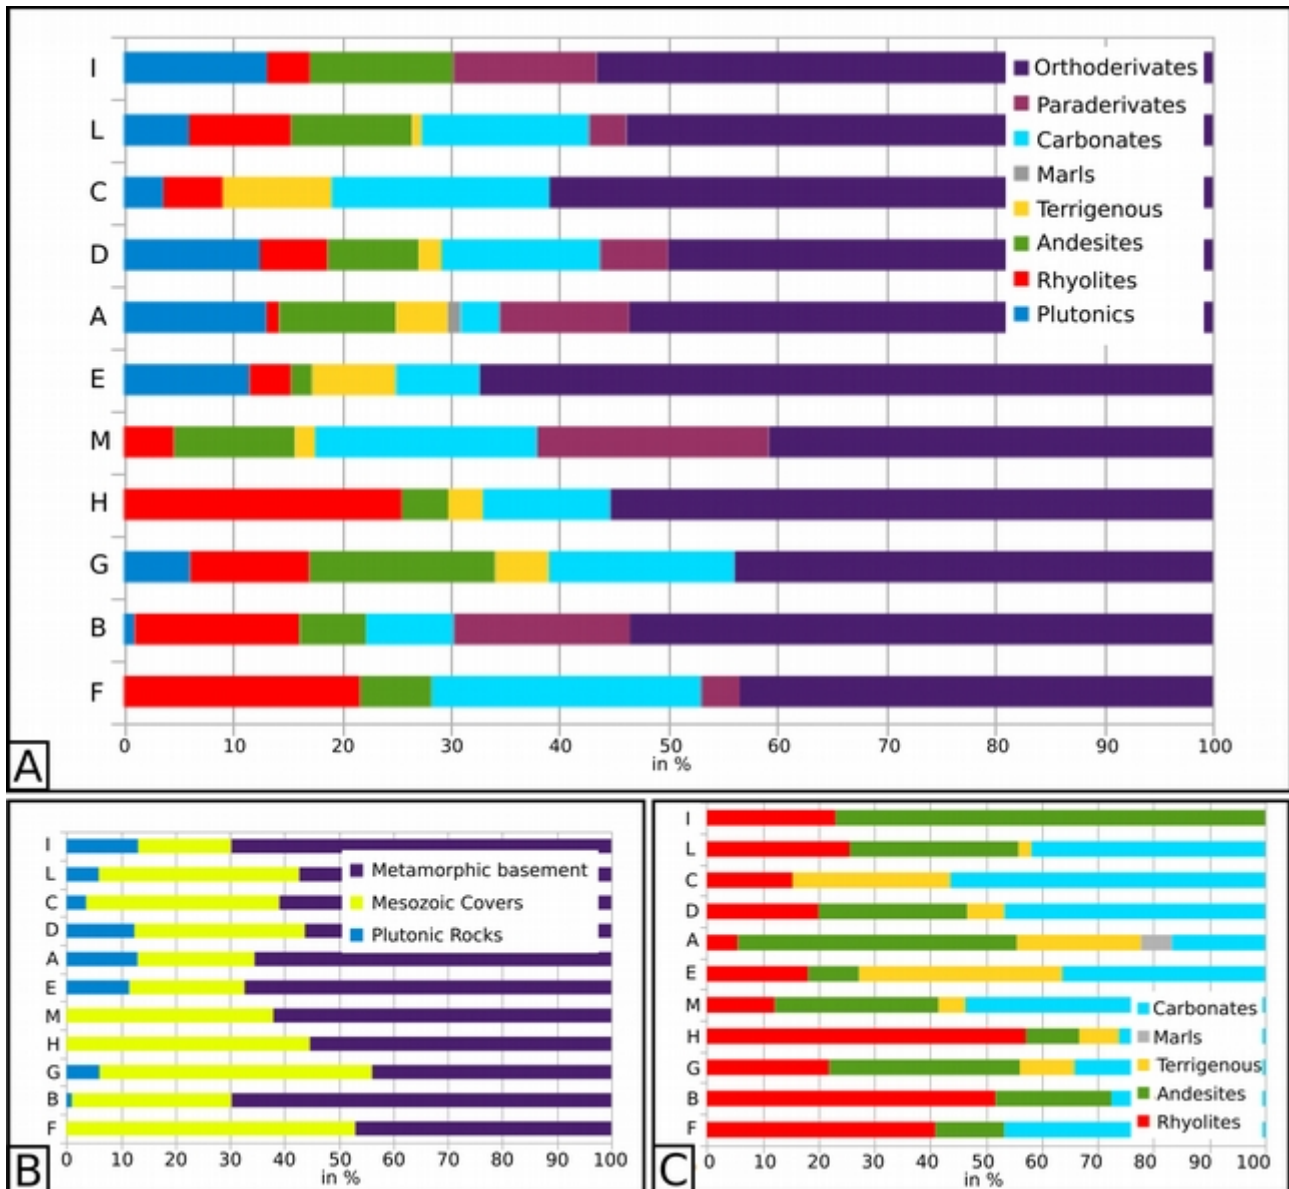 I
L
C
D
A
E
M
H
G
B
F
Orthoderivates
Paraderivates
Carbonates
Marls
Terrigenous
Andesites
Rhyolites
Plutonics
0 10 20 30 40 50 60 70 80 90 100
in %
A
I
L
C
D
A
E
M
H
G
B
F
Metamorphic basement
Mesozoic Covers
Plutonic Rocks
0 10 20 30 40 50 60 70 80 90 100
in %
B
I
L
C
D
A
E
M
H
G
B
F
Carbonates
Marls
Terrigenous
Andesites
Rhyolites
0 10 20 30 40 50 60 70 80 90 100
in %
C